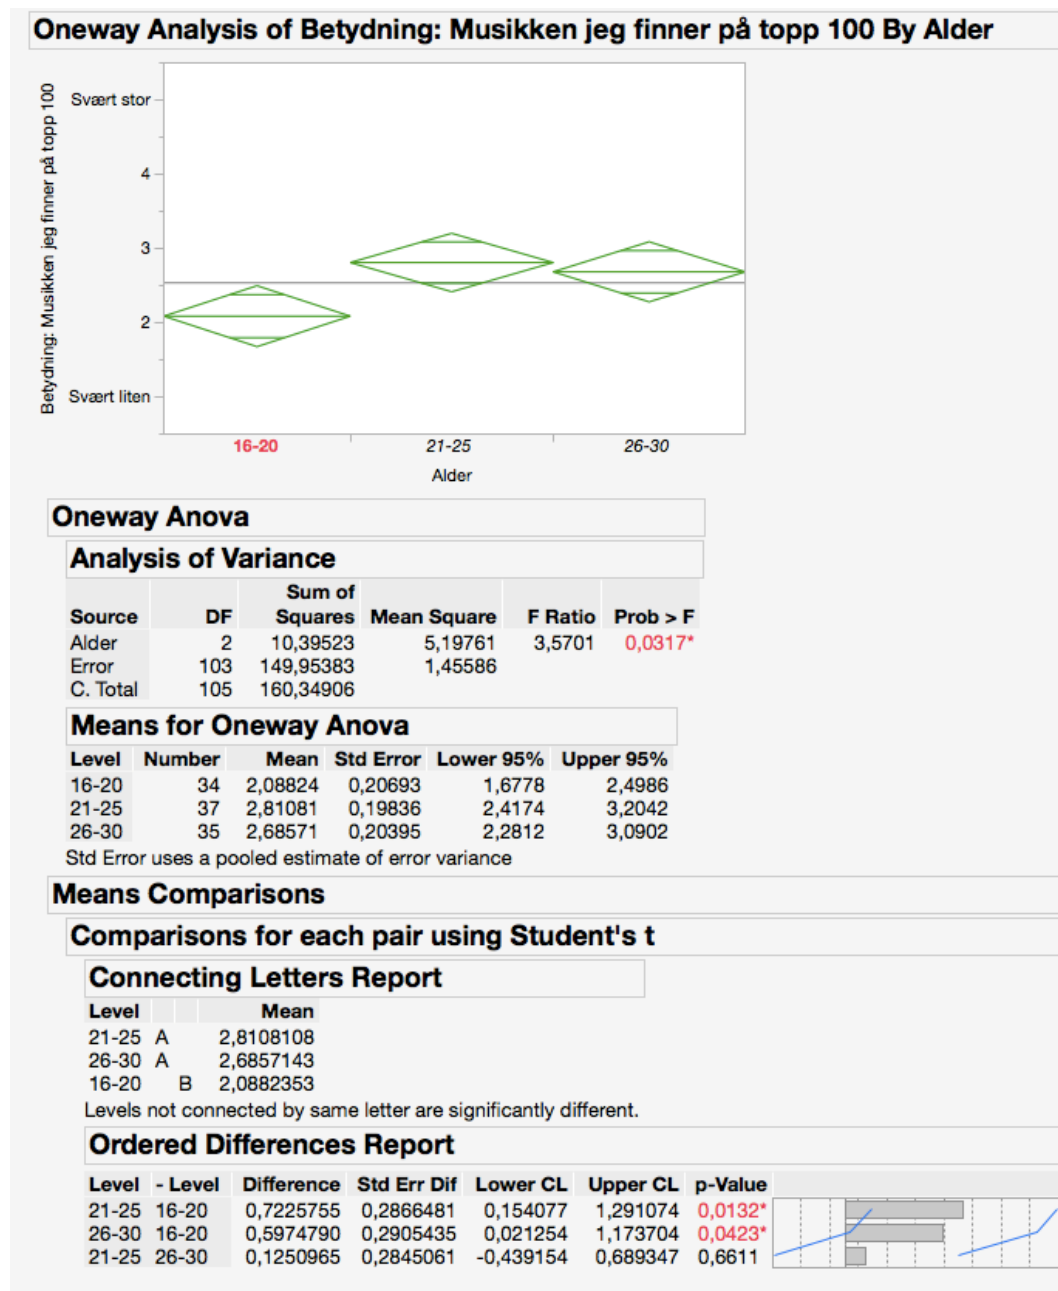 Oneway Analysis of Betydning: Musikken jeg finner på topp 100 By Alder
Betydning: Musikken jeg finner på topp 100
Svært stor
4
3
2
Svært liten
16-20 21-25 26-30
Alder
Oneway Anova
Analysis of Variance
Sum of
Source DF Squares Mean Square F Ratio Prob > F
Alder 2 10,39523 5,19761 3,5701 0,0317*
Error 103 149,95383 1,45586
C. Total 105 160,34906
Means for Oneway Anova
Level Number Mean Std Error Lower 95% Upper 95%
16-20 34 2,08824 0,20693 1,6778 2,4986
21-25 37 2,81081 0,19836 2,4174 3,2042
26-30 35 2,68571 0,20395 2,2812 3,0902
Std Error uses a pooled estimate of error variance
Means Comparisons
Comparisons for each pair using Student's t
Connecting Letters Report
Level Mean
21-25 A 2,8108108
26-30 A 2,6857143
16-20 B 2,0882353
Levels not connected by same letter are significantly different.
Ordered Differences Report
Level - Level Difference Std Err Dif Lower CL Upper CL p-Value
21-25 16-20 0,7225755 0,2866481 0,154077 1,291074 0,0132*
26-30 16-20 0,5974790 0,2905435 0,021254 1,173704 0,0423*
21-25 26-30 0,1250965 0,2845061 -0,439154 0,689347 0,6611